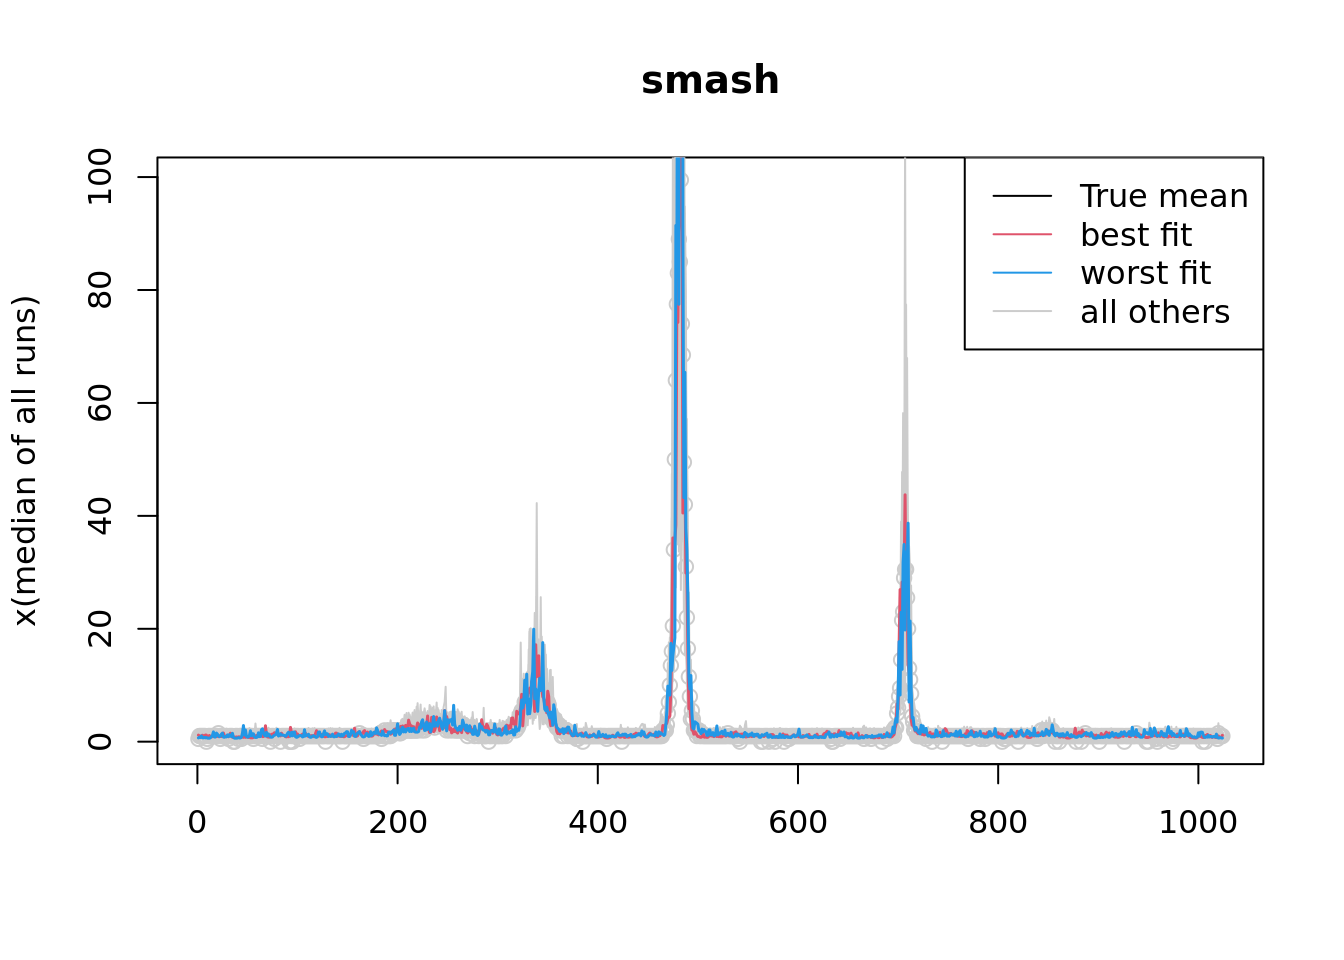 smash
x(median of all runs)
100
80
60
40
20
0
True mean
best fit
worst fit
all others
0 200 400 600 800 1000